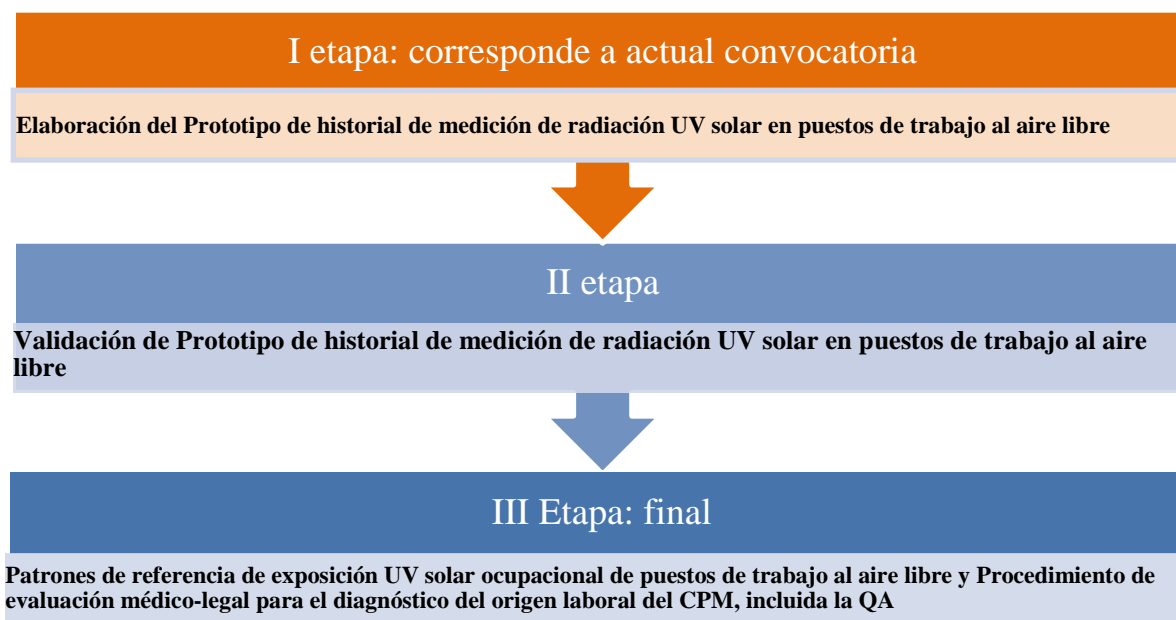 I etapa: corresponde a actual convocatoria
Elaboración del Prototipo de historial de medición de radiación UV solar en puestos de trabajo al aire libre
II etapa
Validación de Prototipo de historial de medición de radiación UV solar en puestos de trabajo al aire
libre
III Etapa: final
Patrones de referencia de exposición UV solar ocupacional de puestos de trabajo al aire libre y Procedimiento de
evaluación médico-legal para el diagnóstico del origen laboral del CPM, incluida la QA